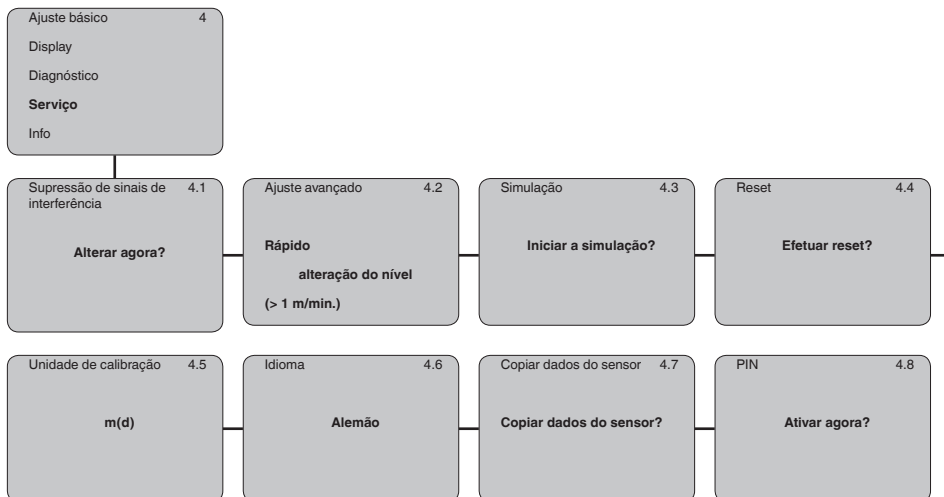 Ajuste básico 4
Display
Diagnóstico
Serviço
Info
Supressão de sinais de 4.1
interferência
Alterar agora?
Ajuste avançado 4.2
Rápido
alteração do nível
(> 1 m/min.)
Simulação 4.3
Iniciar a simulação?
Reset 4.4
Efetuar reset?
Unidade de calibração 4.5
m(d)
Idioma 4.6
Alemão
Copiar dados do sensor 4.7
Copiar dados do sensor?
PIN 4.8
Ativar agora?